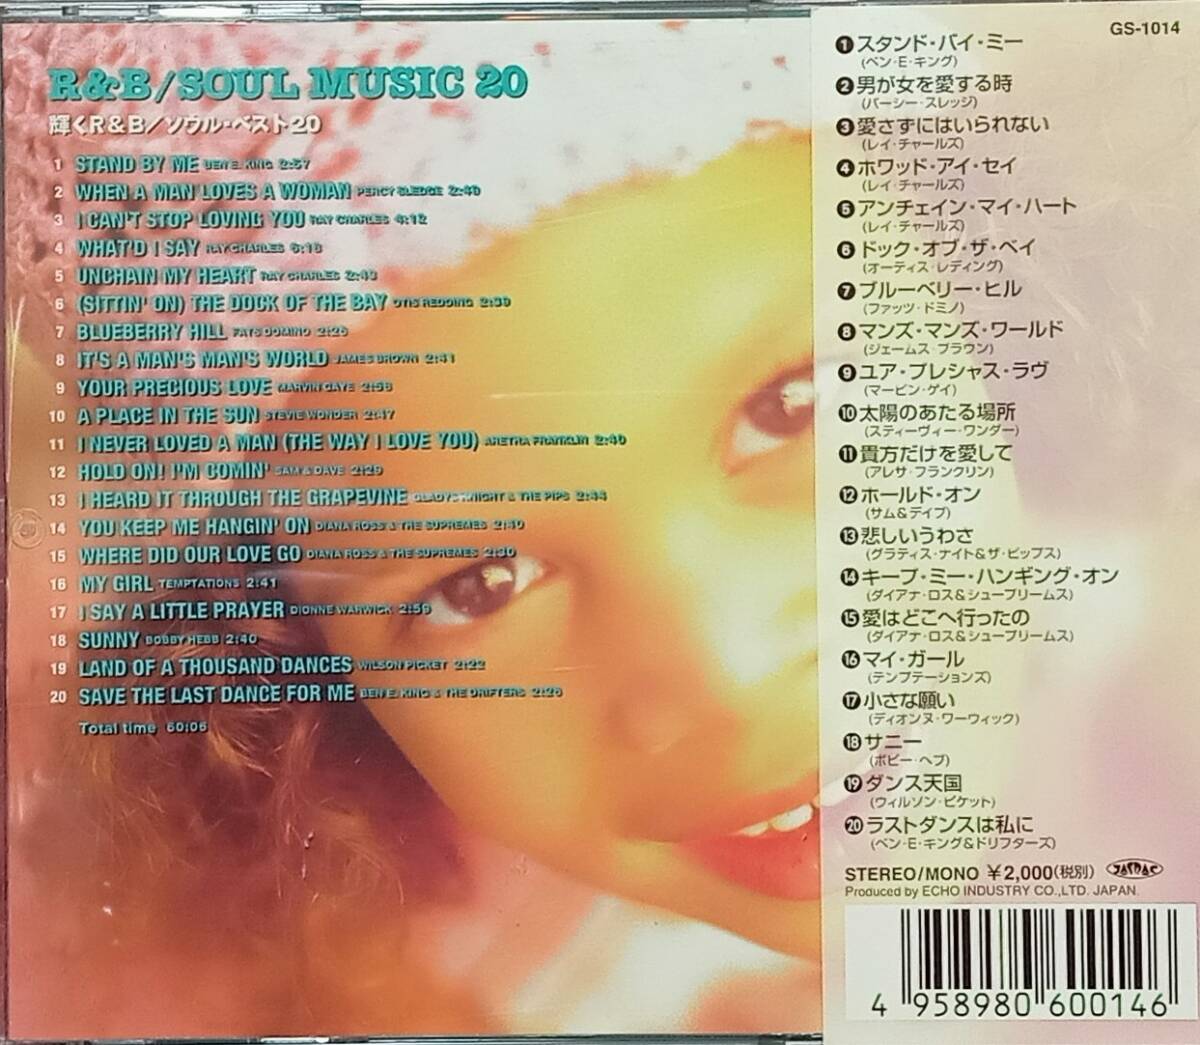 R&B/SOUL MUSIC 20
輝くR&B/ソウル・ベスト20
1 STAND BY ME BEN E. KING 2:57
2 WHEN A MAN LOVES A WOMAN PERCY SLEDGE 2:49
3 I CAN'T STOP LOVING YOU RAY CHARLES 4:12
4 WHAT'D I SAY RAY CHARLES 6:16
5 UNCHAIN MY HEART RAY CHARLES 2:49
6 (SITTIN' ON) THE DOCK OF THE BAY OTIS REDDING 2:39
7 BLUEBERRY HILL FATS DOMINO 2:26
8 IT'S A MAN'S MAN'S WORLD JAMES BROWN 2:41
9 YOUR PRECIOUS LOVE MARVIN GAYE 2:58
10 A PLACE IN THE SUN STEVIE WONDER 2:47
11 I NEVER LOVED A MAN (THE WAY I LOVE YOU) ARETHA FRANKLIN 2:40
12 HOLD ON! I'M COMIN' SAM & DAVE 2:29
13 I HEARD IT THROUGH THE GRAPEVINE GLADYS KNIGHT & THE PIPS 2:44
14 YOU KEEP ME HANGIN' ON DIANA ROSS & THE SUPREMES 2:40
15 WHERE DID OUR LOVE GO DIANA ROSS & THE SUPREMES 2:30
16 MY GIRL TEMPTATIONS 2:41
17 I SAY A LITTLE PRAYER DIONNE WARWICK 2:59
18 SUNNY BOBBY HEBB 2:40
19 LAND OF A THOUSAND DANCES WILSON PICKET 2:22
20 SAVE THE LAST DANCE FOR ME BEN E. KING & THE DRIFTERS 2:26
Total time 60:06
GS-1014
❶スタンド・バイ・ミー
(ベン・E・キング)
❷男が女を愛する時
(パーシー・スレッジ)
❸愛さずにはいられない
(レイ・チャールズ)
❹ホワッド・アイ・セイ
(レイ・チャールズ)
❺アンチェイン・マイ・ハート
(レイ・チャールズ)
❻ドック・オブ・ザ・ベイ
(オーティス・レディング)
❼ブルーベリー・ヒル
(ファッツ・ドミノ)
❽マンズ・マンズ・ワールド
(ジェームス・ブラウン)
❾ユア・プレシャス・ラヴ
(マービン・ゲイ)
❿太陽のあたる場所
(スティーヴィー・ワンダー)
⓫貴方だけを愛して
(アレサ・フランクリン)
⓬ホールド・オン
(サム&デイブ)
⓭悲しいうわさ
(グラディス・ナイト&ザ・ピップス)
⓮キープ・ミー・ハンギング・オン
(ダイアナ・ロス&シュープリームス)
⓯愛はどこへ行ったの
(ダイアナ・ロス&シュープリームス)
⓰マイ・ガール
(テンプテーションズ)
⓱小さな願い
(ディオンヌ・ワーウィック)
⓲サニー
(ボビー・ヘブ)
⓳ダンス天国
(ウィルソン・ピケット)
⓴ラストダンスは私に
(ベン・E・キング&ドリフターズ)
STEREO/MONO ¥2,000(税別) JASRAC
Produced by ECHO INDUSTRY CO.,LTD. JAPAN
4 958980 600146